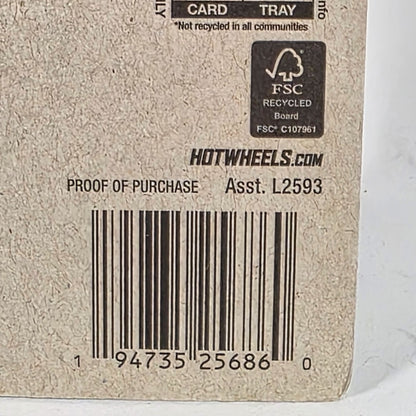 CARD TRAY
*Not recycled in all communities
FSC
RECYCLED
Board
FSC® C107961
HOTWHEELS.COM
PROOF OF PURCHASE Asst. L2593
1 94735 25686 0